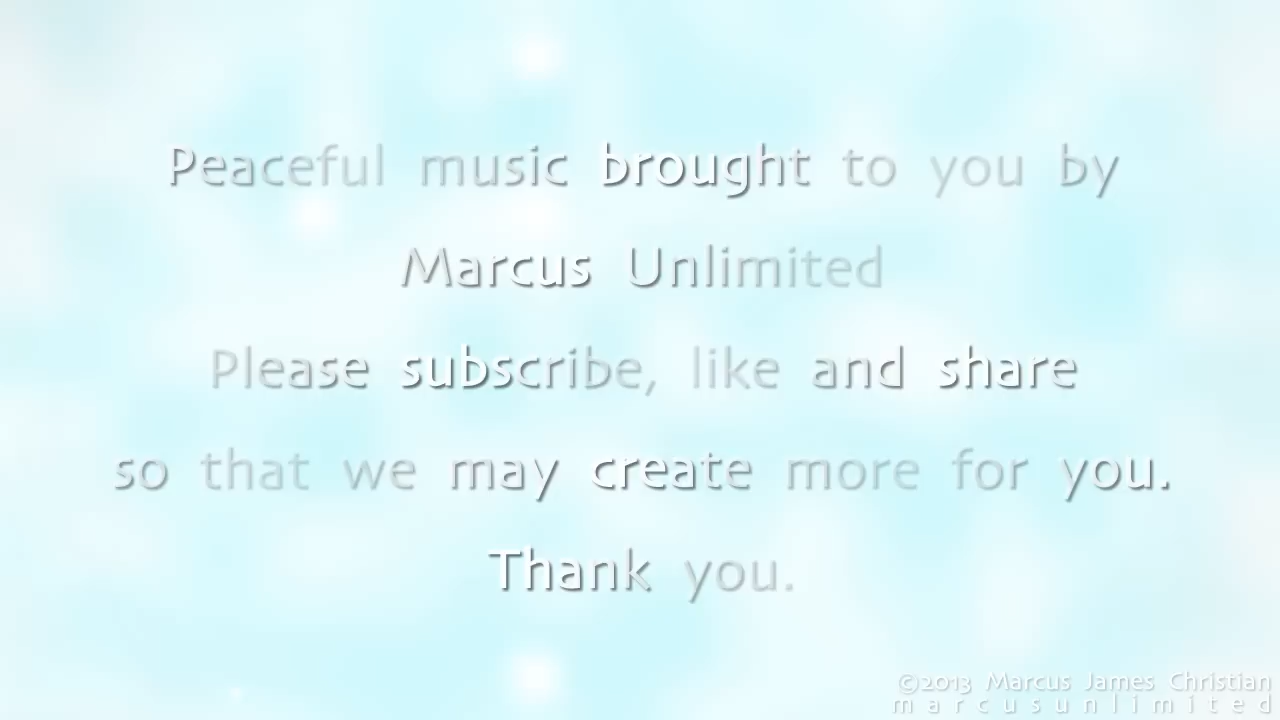 Peaceful music brought to you by
Marcus Unlimited
Please subscribe, like and share
so that we may create more for you.
Thank you.
©2013 Marcus James Christian
marcusunlimited